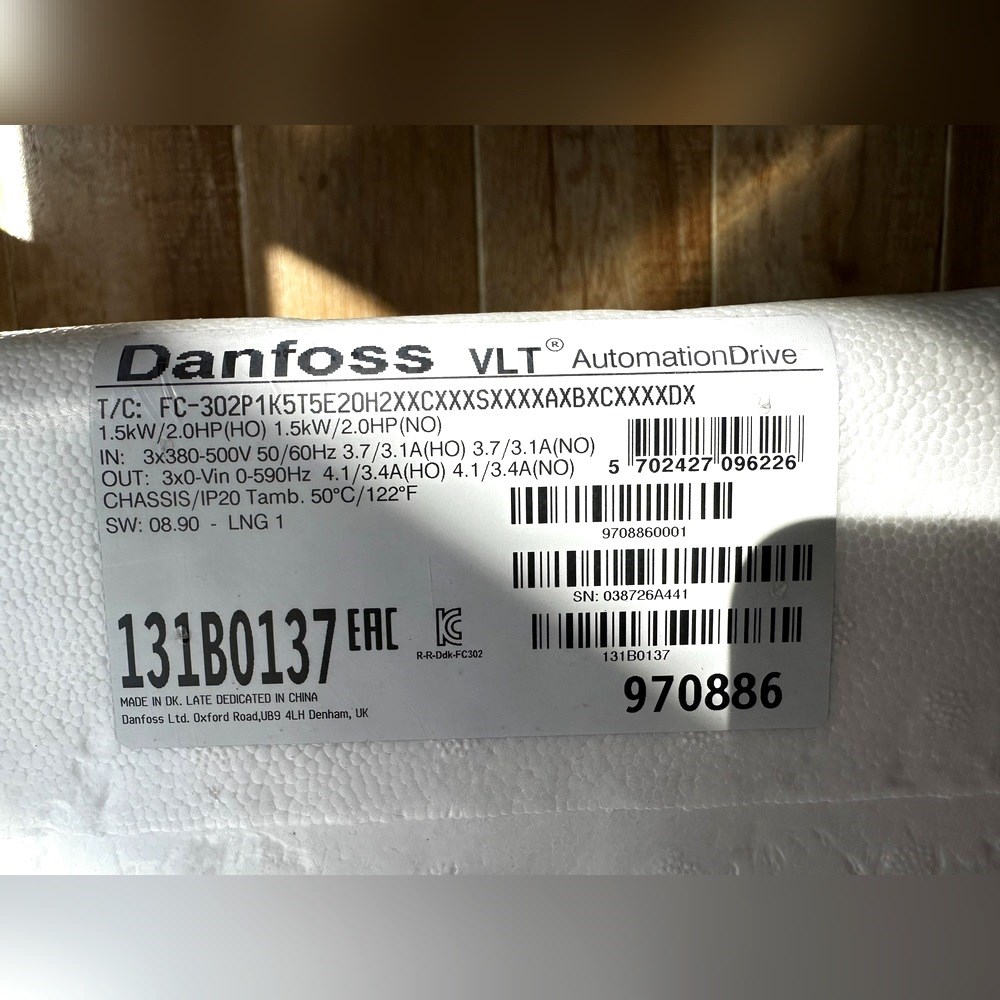 Danfoss VLT® AutomationDrive
T/C: FC-302P1K5T5E20H2XXCXXXSXXXXAXBXCXXXXDX
1.5kW/2.0HP(HO) 1.5kW/2.0HP(NO)
IN: 3x380-500V 50/60Hz 3.7/3.1A(HO) 3.7/3.1A(NO)
OUT: 3x0-Vin 0-590Hz 4.1/3.4A(HO) 4.1/3.4A(NO)
CHASSIS/IP20 Tamb. 50°C/122°F
SW: 08.90 - LNG 1
5 702427 096226
9708860001
SN: 038726A441
131B0137
131B0137 EAC KC
R-R-Ddk-FC302
970886
MADE IN DK. LATE DEDICATED IN CHINA
Danfoss Ltd. Oxford Road,UB9 4LH Denham, UK